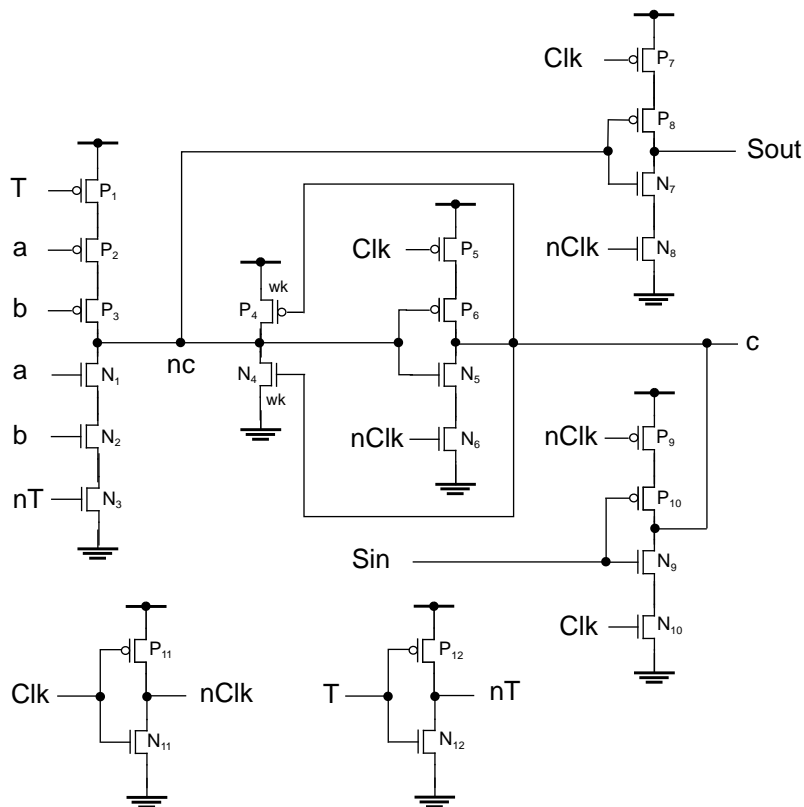 Clk
P7
P8
Sout
N7
nClk
N8
T
P1
a
P2
b
P3
a
N1
b
N2
nT
N3
nc
wk
P4
N4
wk
Clk
P5
P6
N5
nClk
N6
c
nClk
P9
P10
Sin
N9
Clk
N10
Clk
P11
nClk
N11
T
P12
nT
N12